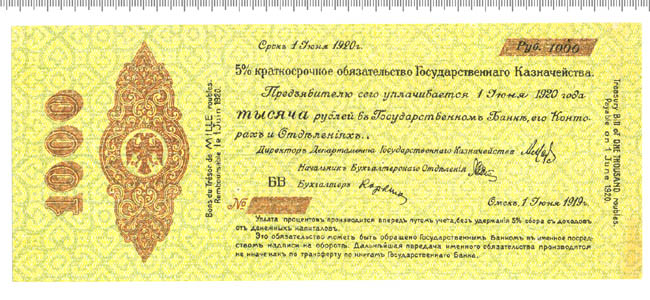 Срокъ 1 Іюня 1920 г.
Руб. 1000
5% краткосрочное обязательство Государственнаго Казначейства.
Предъявителю сего уплачивается 1 Іюня 1920 года
ТЫСЯЧА рублей въ Государственномъ Банкѣ, его Конто-
рахъ и Отдѣленіяхъ.
Директоръ Департамента Государственнаго Казначейства
Начальникъ Бухгалтерскаго Отдѣленія
ББ Бухгалтеръ
№
Омскъ, 1 Іюня 1919 г.
Уплата процентовъ производится впередъ путемъ учета, безъ удержанія 5% сбора съ доходовъ
отъ денежныхъ капиталовъ.
Это обязательство можетъ быть обращено Государственнымъ Банкомъ въ именное посред-
ствомъ надписи на оборотѣ. Дальнѣйшая передача именного обязательства производится
не иначе какъ по трансферту по книгамъ Государственнаго Банка.
1000
Bons du Trésor de MILLE roubles.
Remboursable le 1 Juin 1920.
Treasury Bill of ONE THOUSAND roubles.
Payable on 1 June 1920.